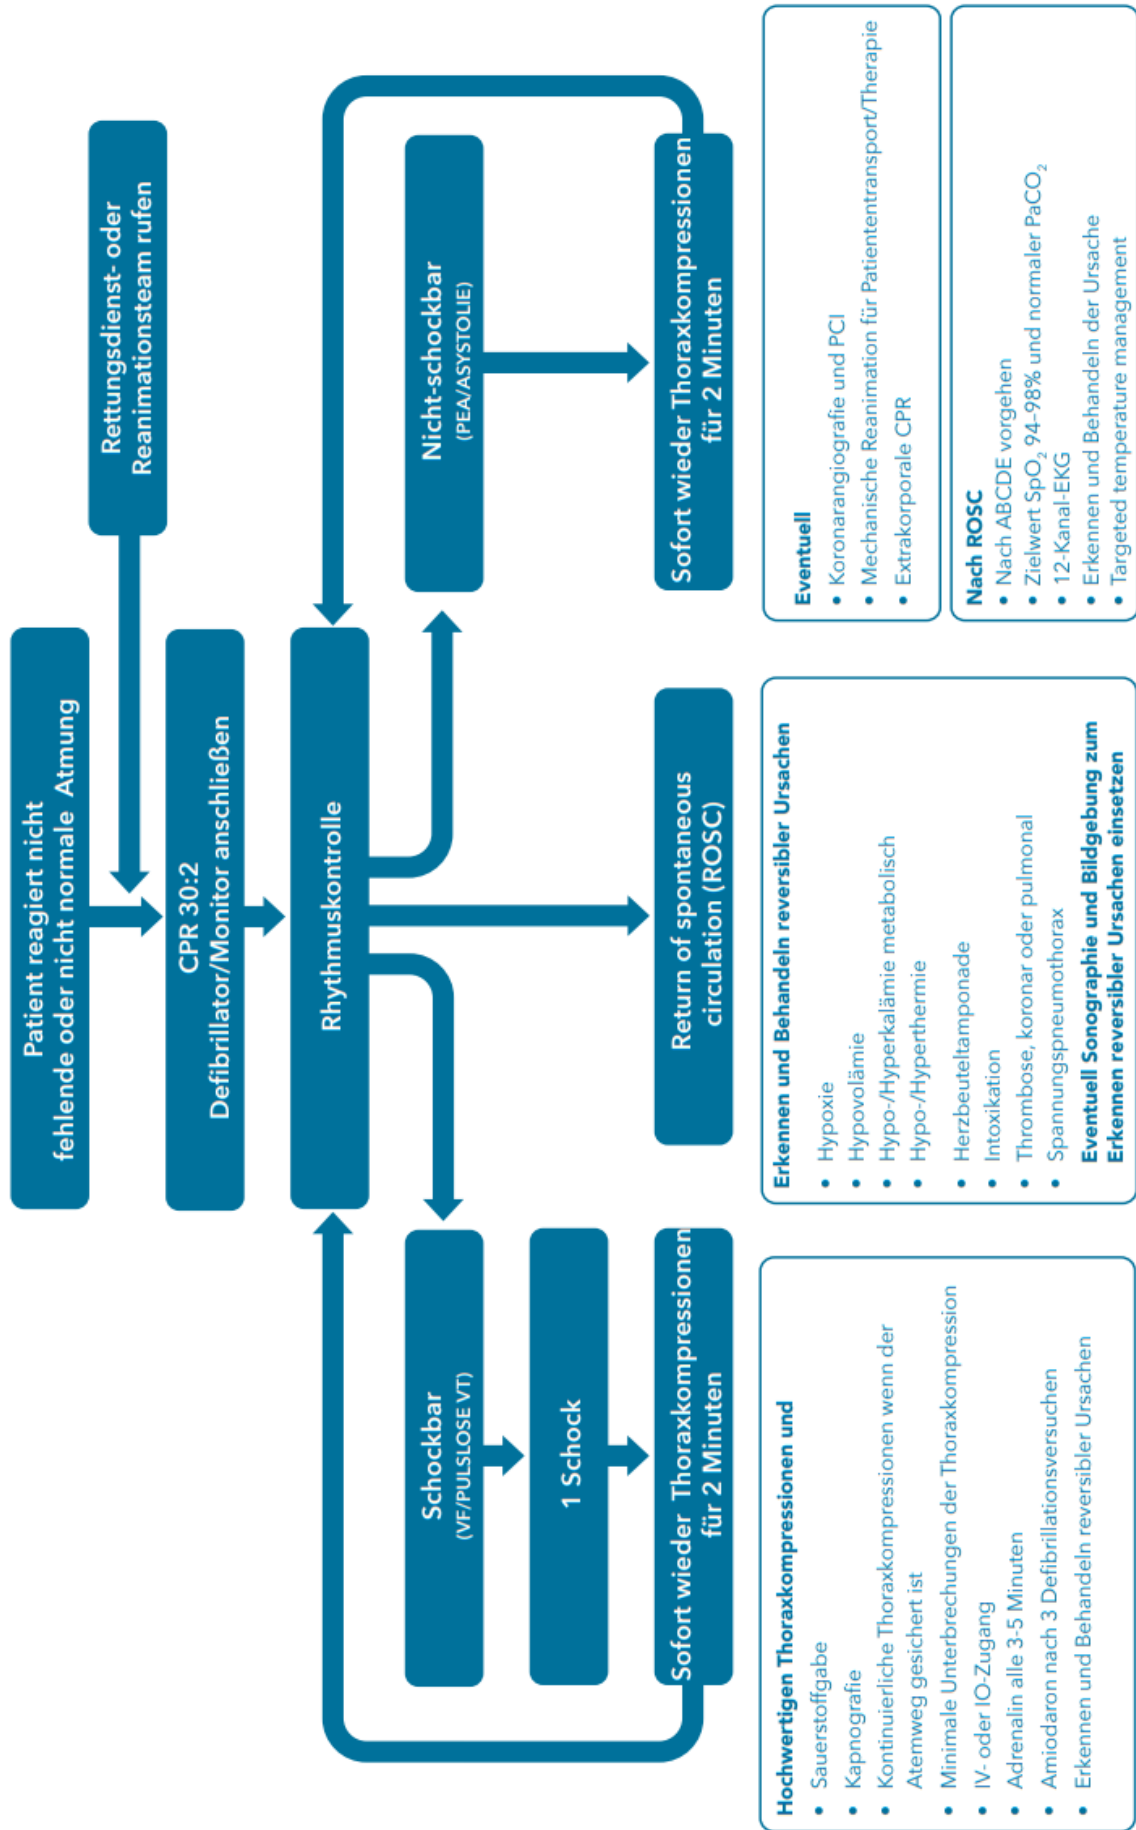 Patient reagiert nicht
fehlende oder nicht normale Atmung
Rettungsdienst- oder
Reanimationsteam rufen
CPR 30:2
Defibrillator/Monitor anschließen
Rhythmuskontrolle
Schockbar
(VF/PULSLOSE VT)
Nicht-schockbar
(PEA/ASYSTOLIE)
1 Schock
Sofort wieder Thoraxkompressionen
für 2 Minuten
Return of spontaneous
circulation (ROSC)
Sofort wieder Thoraxkompressionen
für 2 Minuten
Hochwertigen Thoraxkompressionen und
• Sauerstoffgabe
• Kapnografie
• Kontinuierliche Thoraxkompressionen wenn der
Atemweg gesichert ist
• Minimale Unterbrechungen der Thoraxkompression
• IV- oder IO-Zugang
• Adrenalin alle 3-5 Minuten
• Amiodaron nach 3 Defibrillationsversuchen
• Erkennen und Behandeln reversibler Ursachen
Erkennen und Behandeln reversibler Ursachen
• Hypoxie
• Hypovolämie
• Hypo-/Hyperkalämie metabolisch
• Hypo-/Hyperthermie
• Herzbeuteltamponade
• Intoxikation
• Thrombose, koronar oder pulmonal
• Spannungspneumothorax
Eventuell Sonographie und Bildgebung zum
Erkennen reversibler Ursachen einsetzen
Eventuell
• Koronarangiografie und PCI
• Mechanische Reanimation für Patiententransport/Therapie
• Extrakorporale CPR
Nach ROSC
• Nach ABCDE vorgehen
• Zielwert SpO₂ 94-98% und normaler PaCO₂
• 12-Kanal-EKG
• Erkennen und Behandeln der Ursache
• Targeted temperature management